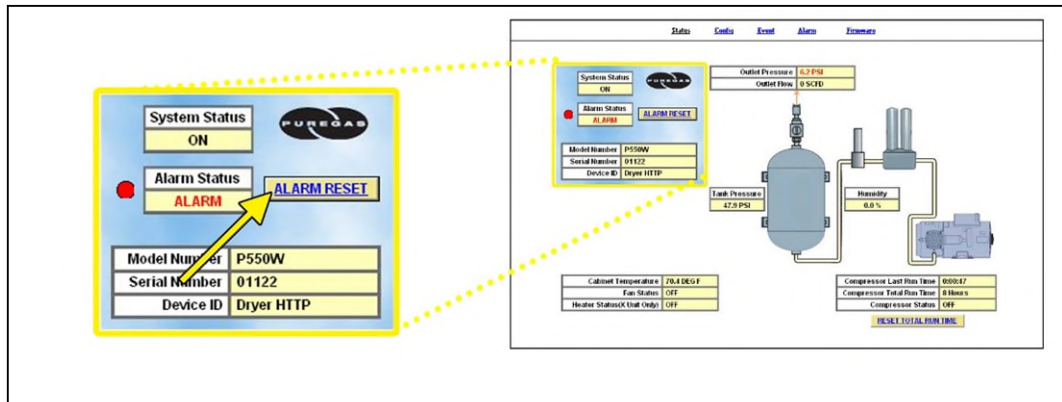 System Status
ON
PUREGAS
Alarm Status
ALARM
ALARM RESET
Model Number P550W
Serial Number 01122
Device ID Dryer HTTP
Status Config Event Alarm Firmware
System Status
ON
PUREGAS
Alarm Status
ALARM
ALARM RESET
Model Number P550W
Serial Number 01122
Device ID Dryer HTTP
Outlet Pressure 6.2 PSI
Outlet Flow 0 SCFD
Tank Pressure
47.9 PSI
Humidity
0.0 %
Cabinet Temperature 70.4 DEG F
Fan Status OFF
Heater Status(X Unit Only) OFF
Compressor Last Run Time 0:00:47
Compressor Total Run Time 8 Hours
Compressor Status OFF
RESET TOTAL RUN TIME